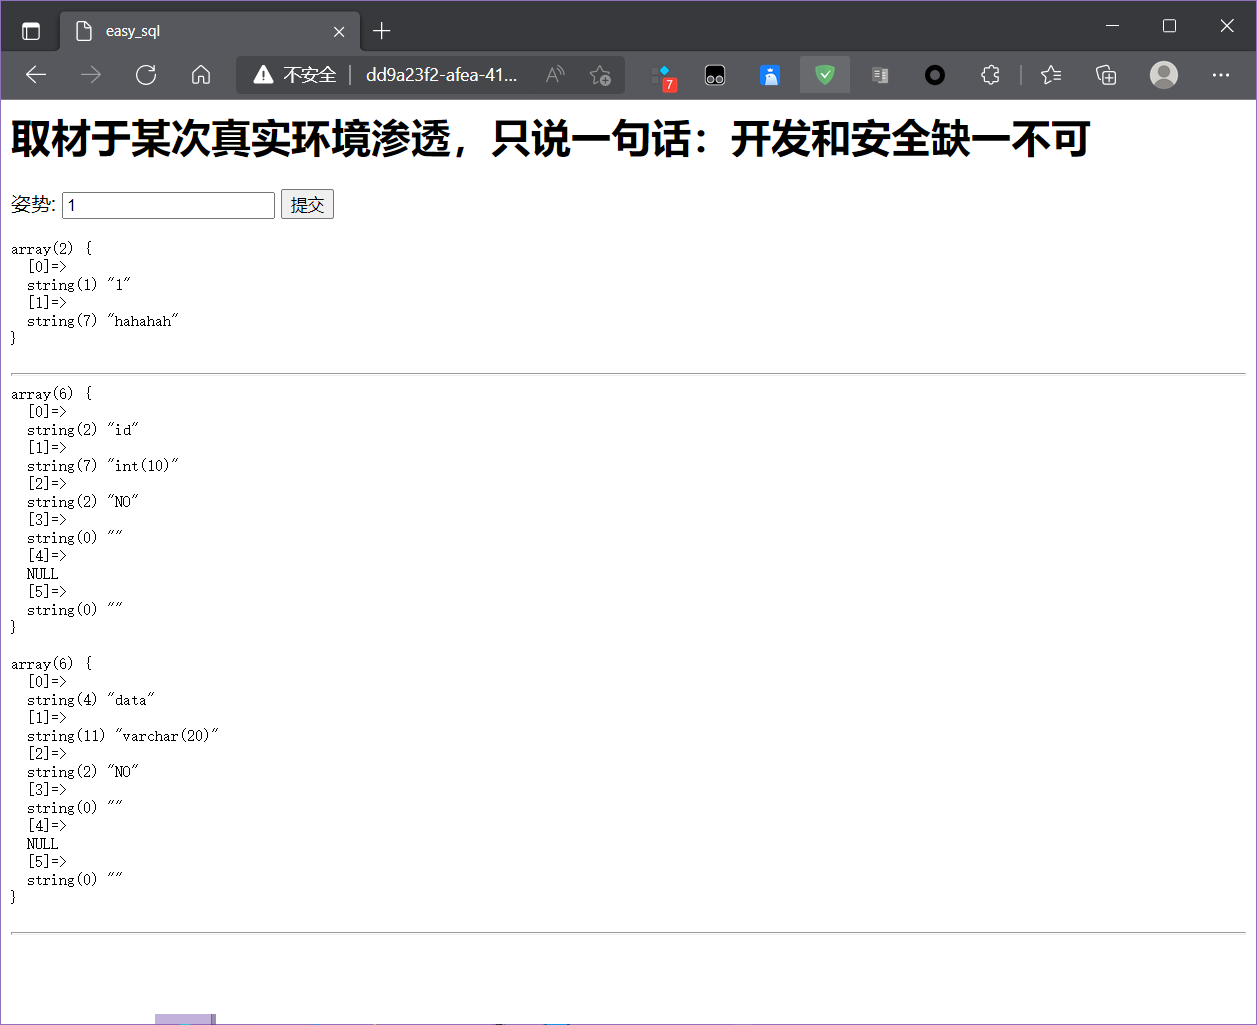 easy_sql
不安全
dd9a23f2-afea-41...
A
7
取材于某次真实环境渗透，只说一句话：开发和安全缺一不可
姿势: 1 提交
array(2) {
  [0]=>
  string(1) "1"
  [1]=>
  string(7) "hahahah"
}
array(6) {
  [0]=>
  string(2) "id"
  [1]=>
  string(7) "int(10)"
  [2]=>
  string(2) "NO"
  [3]=>
  string(0) ""
  [4]=>
  NULL
  [5]=>
  string(0) ""
}
array(6) {
  [0]=>
  string(4) "data"
  [1]=>
  string(11) "varchar(20)"
  [2]=>
  string(2) "NO"
  [3]=>
  string(0) ""
  [4]=>
  NULL
  [5]=>
  string(0) ""
}